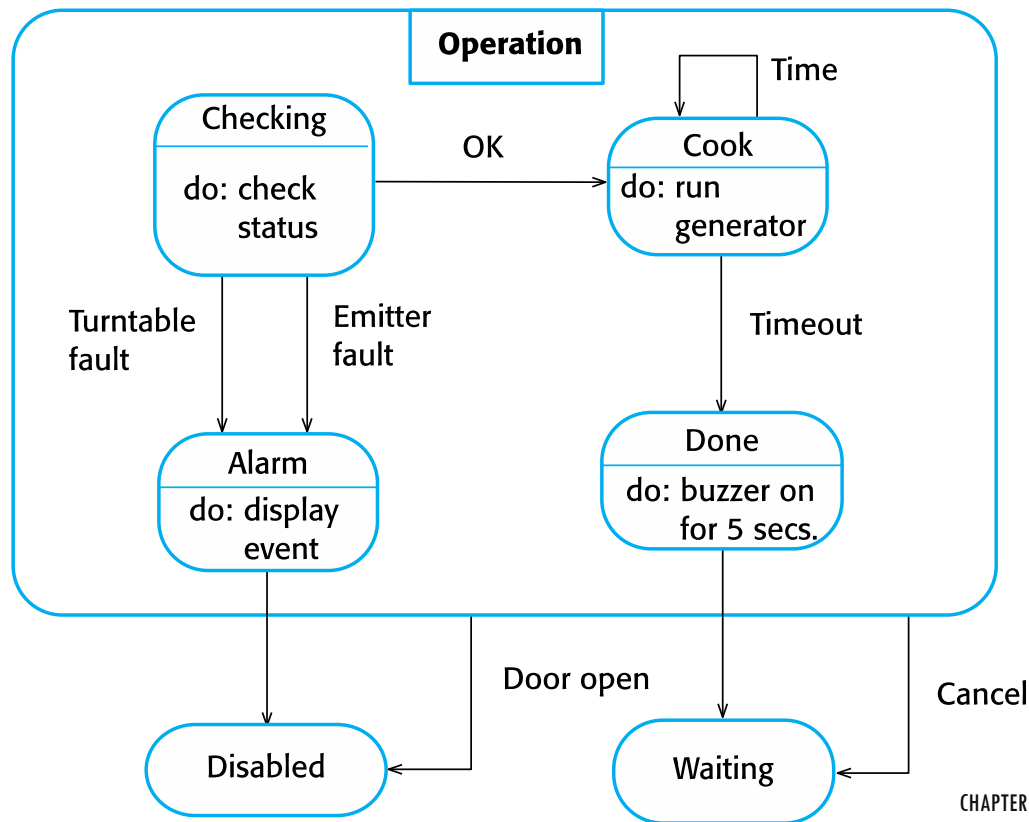 Operation
Time
Checking
OK
Cook
do: check
status
do: run
generator
Turntable
fault
Emitter
fault
Timeout
Alarm
do: display
event
Done
do: buzzer on
for 5 secs.
Door open
Cancel
Disabled
Waiting
CHAPTER